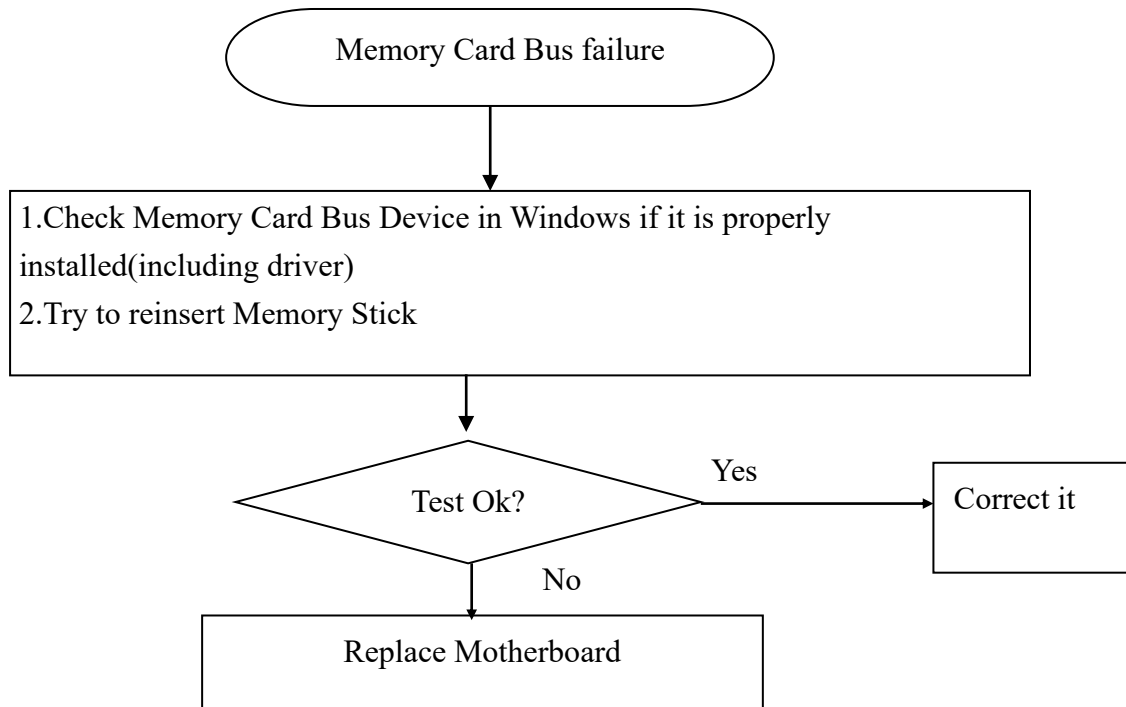 Memory Card Bus failure
1.Check Memory Card Bus Device in Windows if it is properly
installed(including driver)
2.Try to reinsert Memory Stick
Yes
Test Ok?
Correct it
No
Replace Motherboard